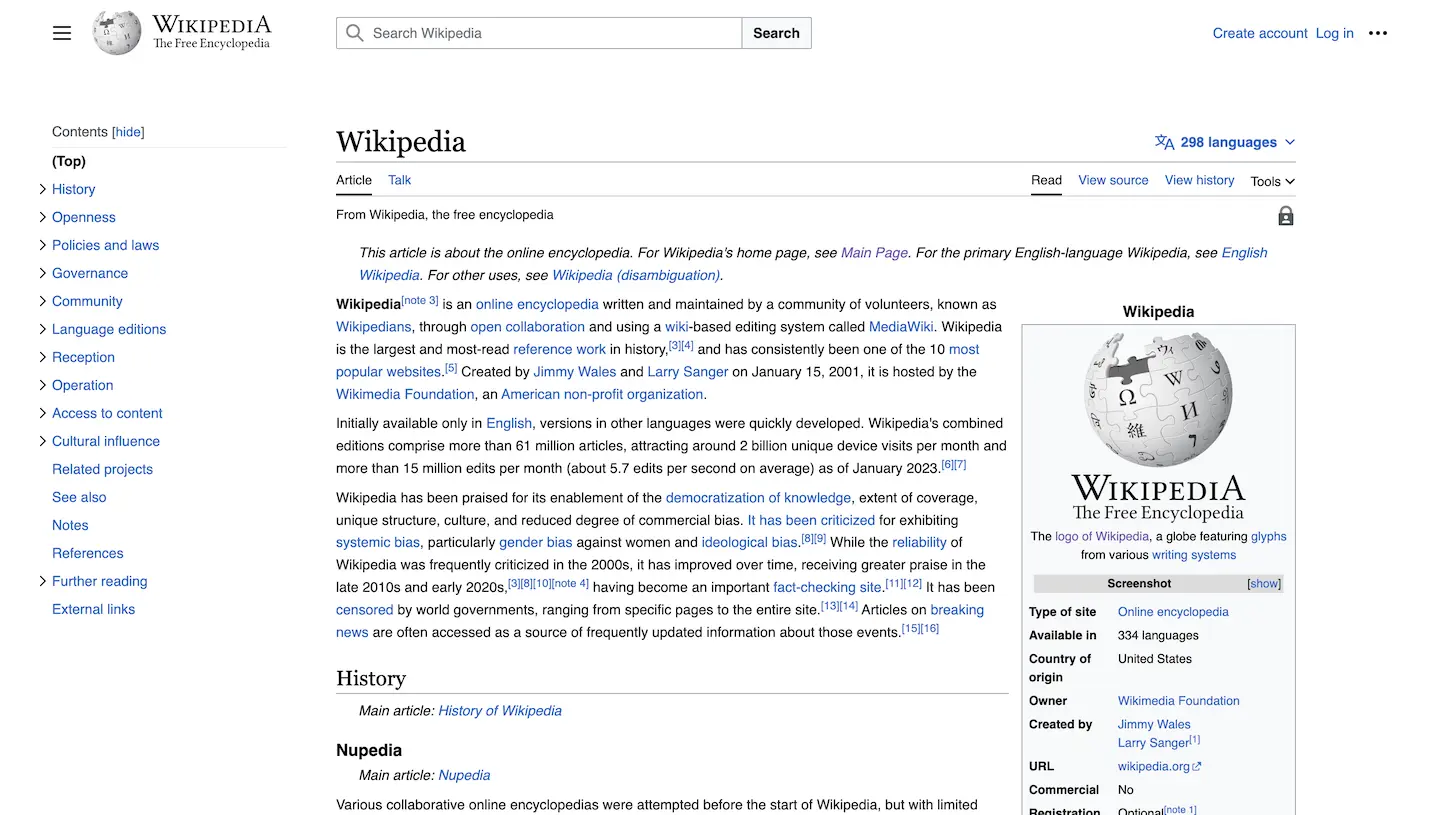 WIKIPEDIA
The Free Encyclopedia
Search Wikipedia
Search
Create account Log in
Contents [hide]
(Top)
History
Openness
Policies and laws
Governance
Community
Language editions
Reception
Operation
Access to content
Cultural influence
Related projects
See also
Notes
References
Further reading
External links
Wikipedia
298 languages
Article Talk
Read View source View history Tools
From Wikipedia, the free encyclopedia
This article is about the online encyclopedia. For Wikipedia's home page, see Main Page. For the primary English-language Wikipedia, see English
Wikipedia. For other uses, see Wikipedia (disambiguation).
Wikipedia[note 3] is an online encyclopedia written and maintained by a community of volunteers, known as
Wikipedians, through open collaboration and using a wiki-based editing system called MediaWiki. Wikipedia
is the largest and most-read reference work in history,[3][4] and has consistently been one of the 10 most
popular websites.[5] Created by Jimmy Wales and Larry Sanger on January 15, 2001, it is hosted by the
Wikimedia Foundation, an American non-profit organization.
Initially available only in English, versions in other languages were quickly developed. Wikipedia's combined
editions comprise more than 61 million articles, attracting around 2 billion unique device visits per month and
more than 15 million edits per month (about 5.7 edits per second on average) as of January 2023.[6][7]
Wikipedia has been praised for its enablement of the democratization of knowledge, extent of coverage,
unique structure, culture, and reduced degree of commercial bias. It has been criticized for exhibiting
systemic bias, particularly gender bias against women and ideological bias.[8][9] While the reliability of
Wikipedia was frequently criticized in the 2000s, it has improved over time, receiving greater praise in the
late 2010s and early 2020s,[3][8][10][note 4] having become an important fact-checking site.[11][12] It has been
censored by world governments, ranging from specific pages to the entire site.[13][14] Articles on breaking
news are often accessed as a source of frequently updated information about those events.[15][16]
History
Main article: History of Wikipedia
Nupedia
Main article: Nupedia
Various collaborative online encyclopedias were attempted before the start of Wikipedia, but with limited
Wikipedia
Ω W И
維 7
WIKIPEDIA
The Free Encyclopedia
The logo of Wikipedia, a globe featuring glyphs
from various writing systems
Screenshot [show]
Type of site Online encyclopedia
Available in 334 languages
Country of United States
origin
Owner Wikimedia Foundation
Created by Jimmy Wales
Larry Sanger[1]
URL wikipedia.org
Commercial No
Registration Optional[note 1]